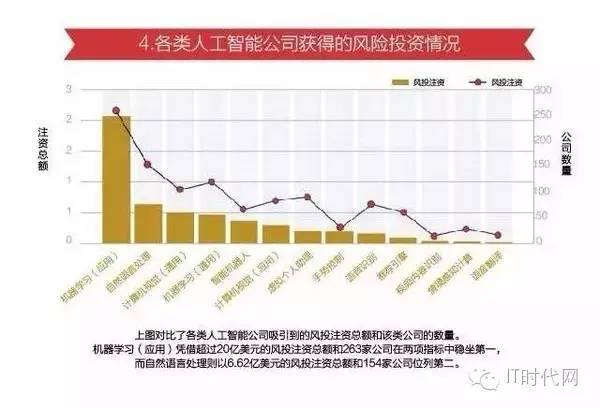 4.各类人工智能公司获得的风险投资情况
风投注资
风投注资
注资总额
公司数量
3
2
2
1
1
0
300
250
200
150
100
50
0
机器学习（应用）
自然语言处理
计算机视觉（通用）
机器学习（通用）
智能机器人
计算机视觉（应用）
虚拟个人助理
手势控制
语音识别
推荐引擎
视频内容识别
情境感知计算
语音翻译
上图对比了各类人工智能公司吸引到的风投注资总额和该类公司的数量。
机器学习（应用）凭借超过20亿美元的风投注资总额和263家公司在两项指标中稳坐第一，
而自然语言处理则以6.62亿美元的风投注资总额和154家公司位列第二。
IT时代网